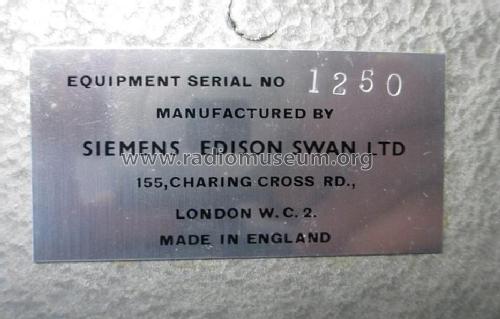 EQUIPMENT SERIAL NO 1250
MANUFACTURED BY
SIEMENS EDISON SWAN LTD
www.radiomuseum.org
155,CHARING CROSS RD.,
LONDON W.C.2.
MADE IN ENGLAND